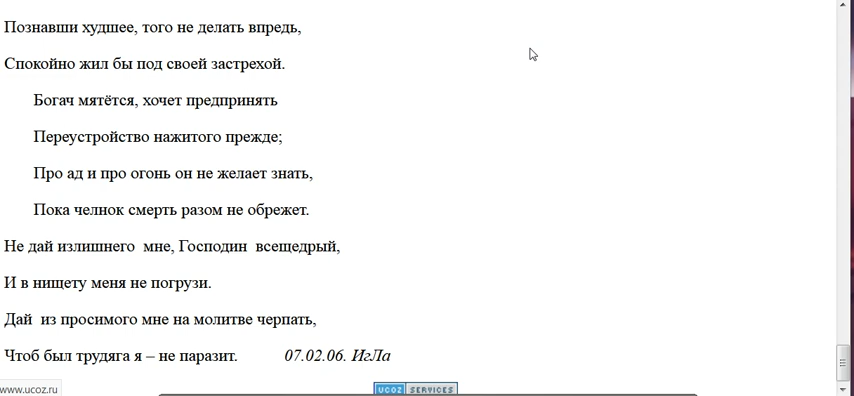 Познавши худшее, того не делать впредь,
Спокойно жил бы под своей застрехой.
Богач мятётся, хочет предпринять
Переустройство нажитого прежде;
Про ад и про огонь он не желает знать,
Пока челнок смерть разом не обрежет.
Не дай излишнего мне, Господин всещедрый,
И в нищету меня не погрузи.
Дай из просимого мне на молитве черпать,
Чтоб был трудяга я – не паразит. 07.02.06. ИгЛа
www.ucoz.ru
UCOZ SERVICES